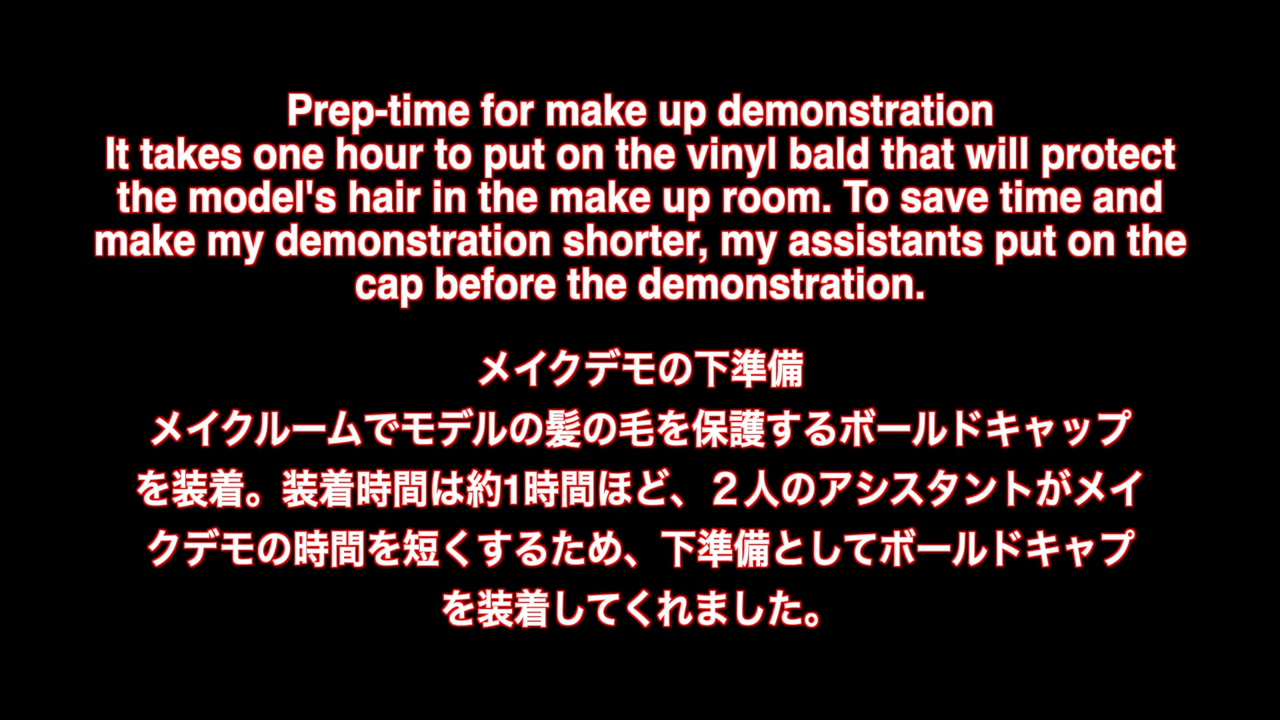 Prep-time for make up demonstration
It takes one hour to put on the vinyl bald that will protect
the model's hair in the make up room. To save time and
make my demonstration shorter, my assistants put on the
cap before the demonstration.
メイクデモの下準備
メイクルームでモデルの髪の毛を保護するボールドキャップ
を装着。装着時間は約1時間ほど、２人のアシスタントがメイ
クデモの時間を短くするため、下準備としてボールドキャプ
を装着してくれました。